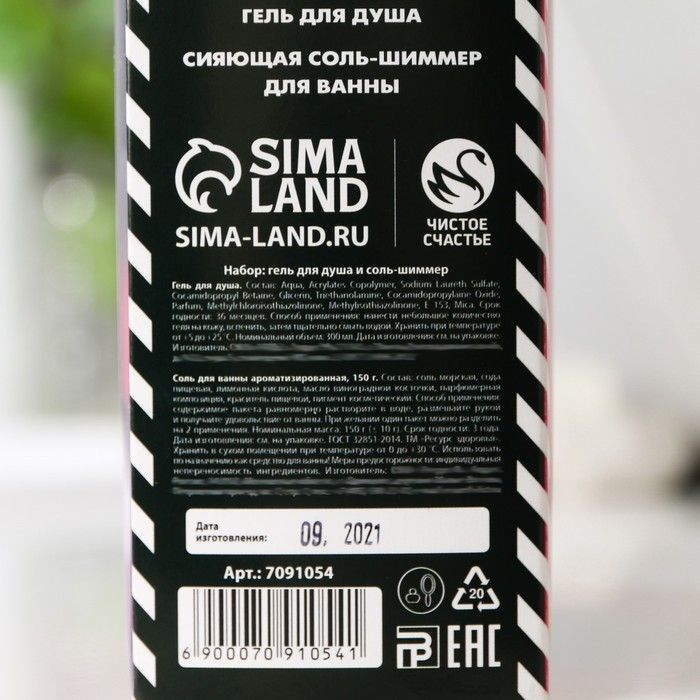 ГЕЛЬ ДЛЯ ДУША
СИЯЮЩАЯ СОЛЬ-ШИММЕР
ДЛЯ ВАННЫ
SIMA
LAND
SIMA-LAND.RU
ЧИСТОЕ
СЧАСТЬЕ
Набор: гель для душа и соль-шиммер
Гель для душа. Состав: Aqua, Acrylates Copolymer, Sodium Laureth Sulfate,
Cocamidopropyl Betaine, Glicerin, Triethanolamine, Cocamidopropylamine Oxide,
Parfum, Methylchloroisothiazolinone, Methylisothiazolinone, E 153, Mica. Срок
годности: 36 месяцев. Способ применения: нанести небольшое количество
геля на кожу, вспенить, затем тщательно смыть водой. Хранить при температуре
от +5 до +25 °C. Номинальный объем: 300 мл. Дата изготовления: см. на упаковке.
Изготовитель:
Соль для ванны ароматизированная, 150 г. Состав: соль морская, сода
пищевая, лимонная кислота, масло виноградной косточки, парфюмерная
композиция, краситель пищевой, пигмент косметический. Способ применения:
содержимое пакета равномерно растворите в воде, размешайте рукой
и получите удовольствие от ванны. При желании один пакет можно разделить
на 2 применения. Номинальная масса: 150 г (± 10 г). Срок годности: 3 года.
Дата изготовления: см. на упаковке. ГОСТ 32851-2014. ТМ «Ресурс здоровья».
Хранить в сухом помещении при температуре от 0 до +30 °C. Использовать
по назначению как средство для ванны! Меры предосторожности: индивидуальная
непереносимость ингредиентов. Изготовитель:
Дата
изготовления:
09, 2021
Арт.: 7091054
20
6 900070 910541
РБ EAC